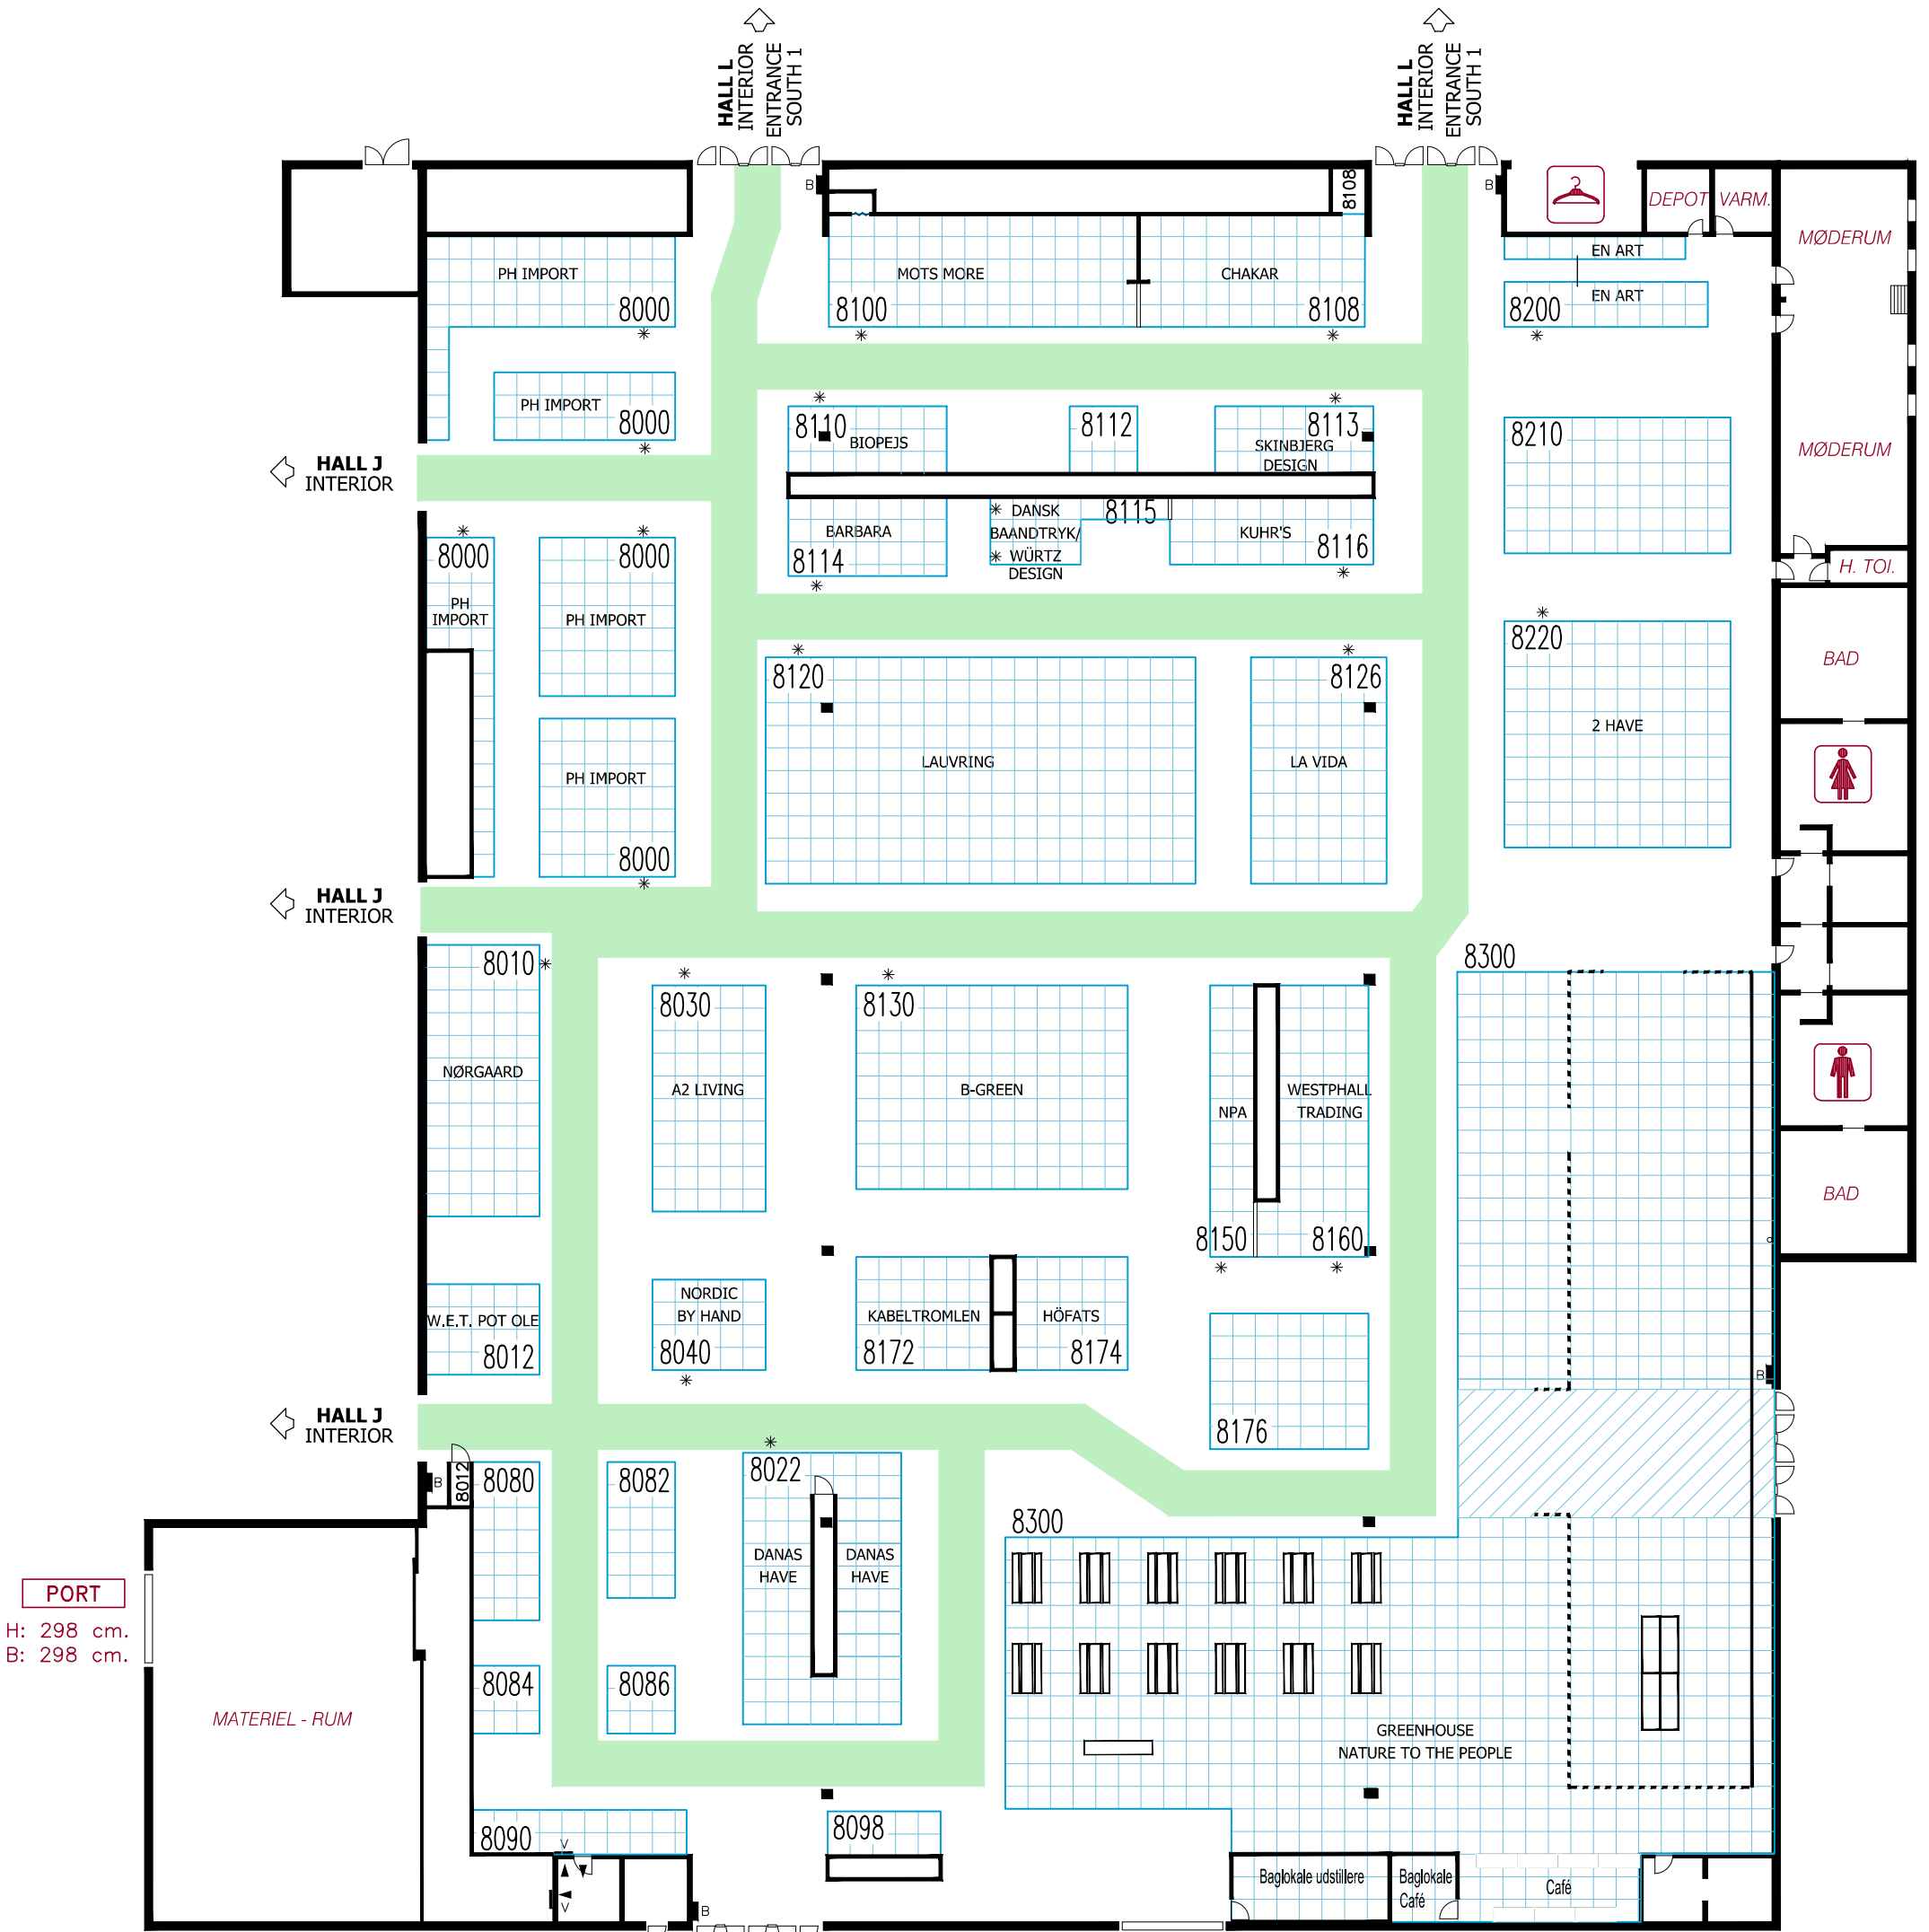 HALL L
INTERIOR
ENTRANCE
SOUTH 1
HALL L
INTERIOR
ENTRANCE
SOUTH 1
B
8108
B
DEPOT
VARM.
MØDERUM
PH IMPORT
8000
MOTS MORE
8100
CHAKAR
8108
EN ART
EN ART
8200
PH IMPORT
8000
8110
BIOPEJS
8112
8113
SKINBJERG
DESIGN
8210
MØDERUM
HALL J
INTERIOR
BARBARA
8114
DANSK
BAANDTRYK/
WÜRTZ
DESIGN
8115
KUHR'S
8116
8000
PH
IMPORT
8000
PH IMPORT
H. TOI.
8220
2 HAVE
BAD
8120
LAUVRING
8126
LA VIDA
PH IMPORT
8000
HALL J
INTERIOR
8010
NØRGAARD
8030
A2 LIVING
8130
B-GREEN
NPA
8150
WESTPHALL
TRADING
8160
8300
BAD
W.E.T. POT OLE
8012
NORDIC
BY HAND
8040
KABELTROMLEN
8172
HÖFATS
8174
8176
B
HALL J
INTERIOR
B
8012
8080
8082
8022
DANAS
HAVE
DANAS
HAVE
8300
PORT
H: 298 cm.
B: 298 cm.
MATERIEL - RUM
8084
8086
GREENHOUSE
NATURE TO THE PEOPLE
8090
8098
B
Baglokale udstillere
Baglokale
Café
Café